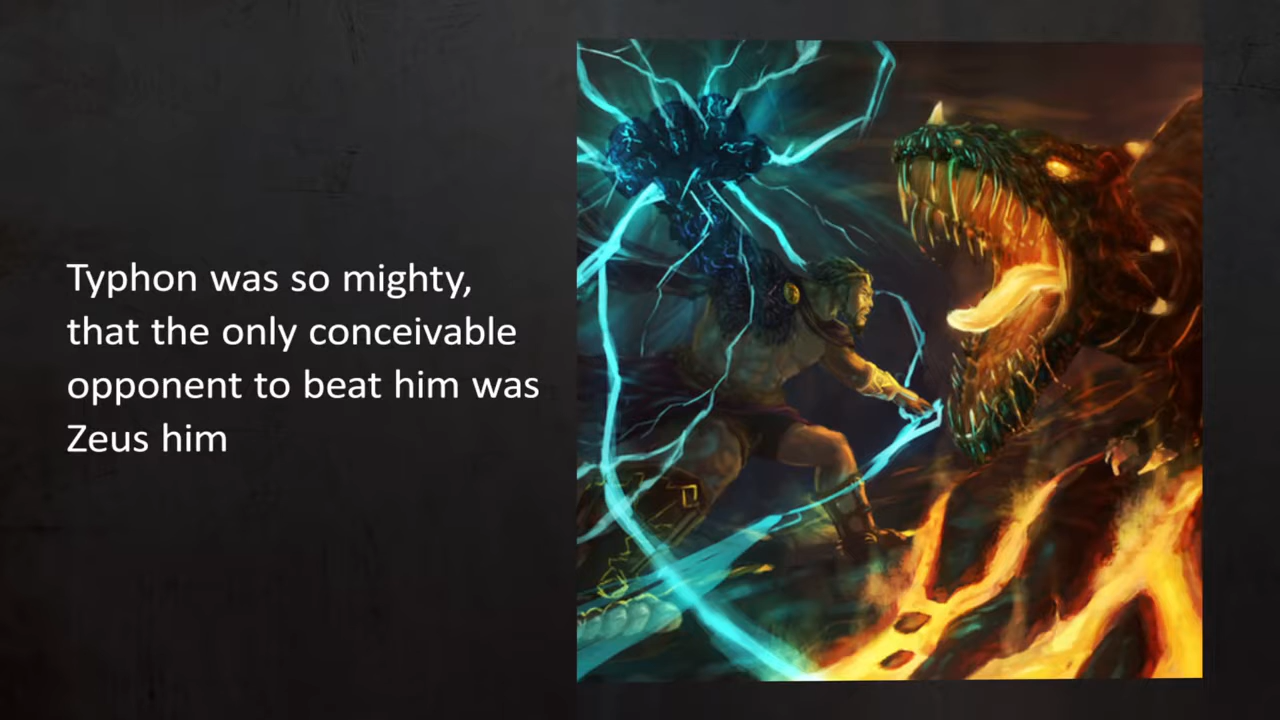 Typhon was so mighty,
that the only conceivable
opponent to beat him was
Zeus him